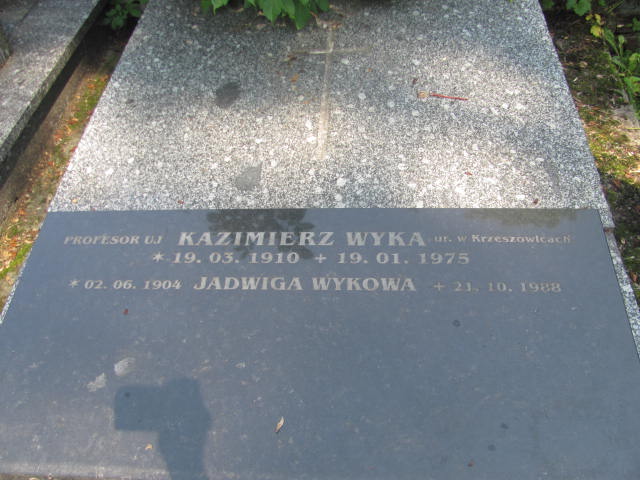 PROFESOR UJ KAZIMIERZ WYKA ur. w Krzeszowicach
* 19. 03. 1910 + 19. 01. 1975
* 02. 06. 1904 JADWIGA WYKOWA + 21. 10. 1988